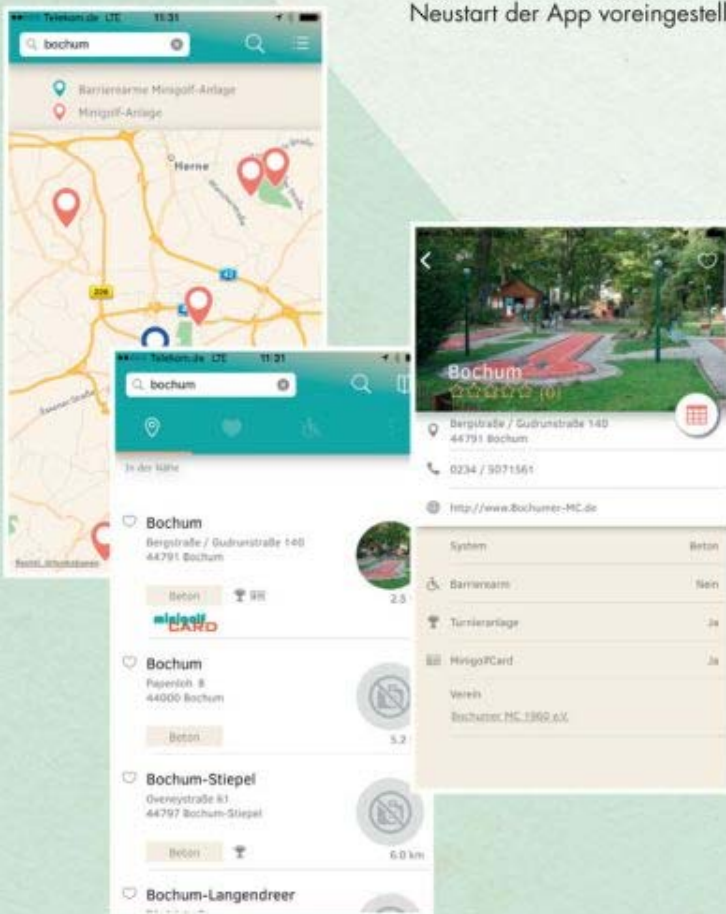 Neustart der App voreingestell
Telekom.de LTE 11:31
bochum
Barrierearme Minigolf-Anlage
Minigolf-Anlage
Herne
226
43
Essener Straße
Telekom.de LTE 11:31
bochum
In der Nähe
Bochum
Bergstraße / Gudrunstraße 140
44791 Bochum
Beton
2.5
minigolf
CARD
Bochum
Papenloh 8
44000 Bochum
Beton
5.2
Bochum-Stiepel
Oveneystraße 61
44797 Bochum-Stiepel
Beton
6.0 km
Bochum-Langendreer
Bochum
(0)
Bergstraße / Gudrunstraße 140
44791 Bochum
0234 / 5071561
http://www.Bochumer-MC.de
System Beton
Barrierearm Nein
Turnieranlage Ja
MinigolfCard Ja
Verein
Bochumer MC 1960 e.V.